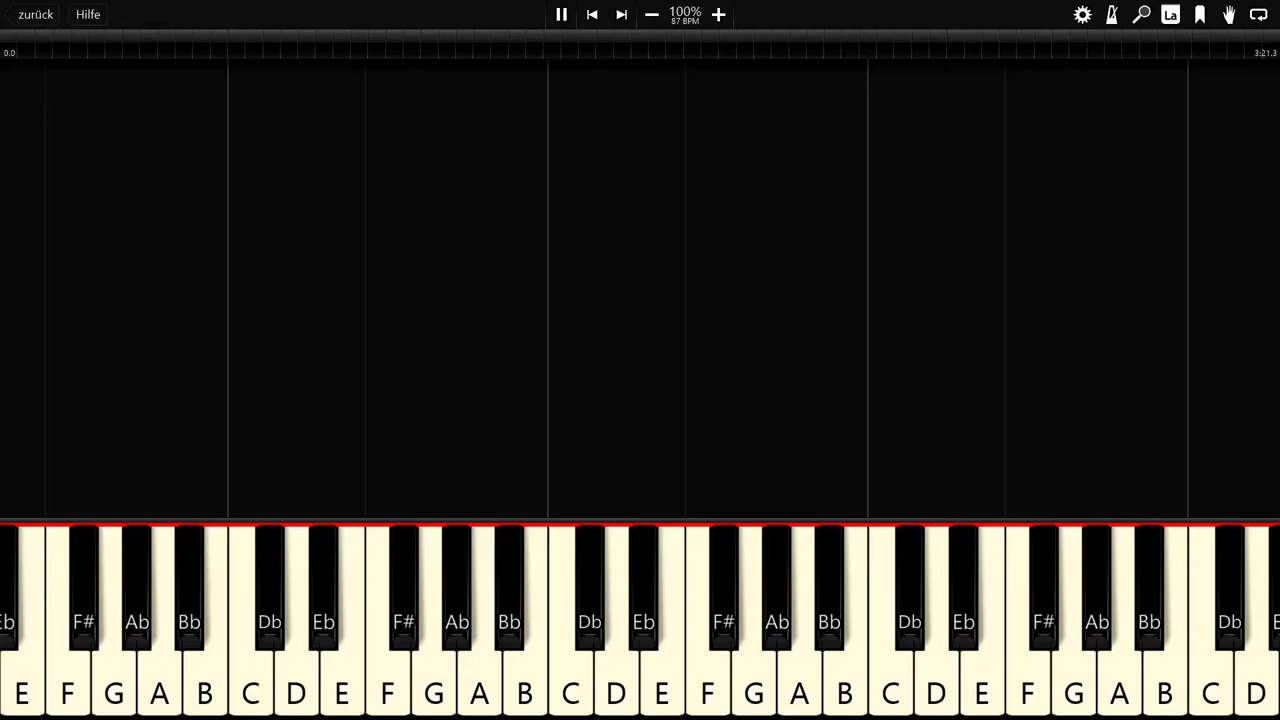 zurück Hilfe 100% La
87 BPM
0.0 3:21.3
Eb F# Ab Bb Db Eb F# Ab Bb Db Eb F# Ab Bb Db Eb F# Ab Bb Db
E F G A B C D E F G A B C D E F G A B C D E F G A B C D